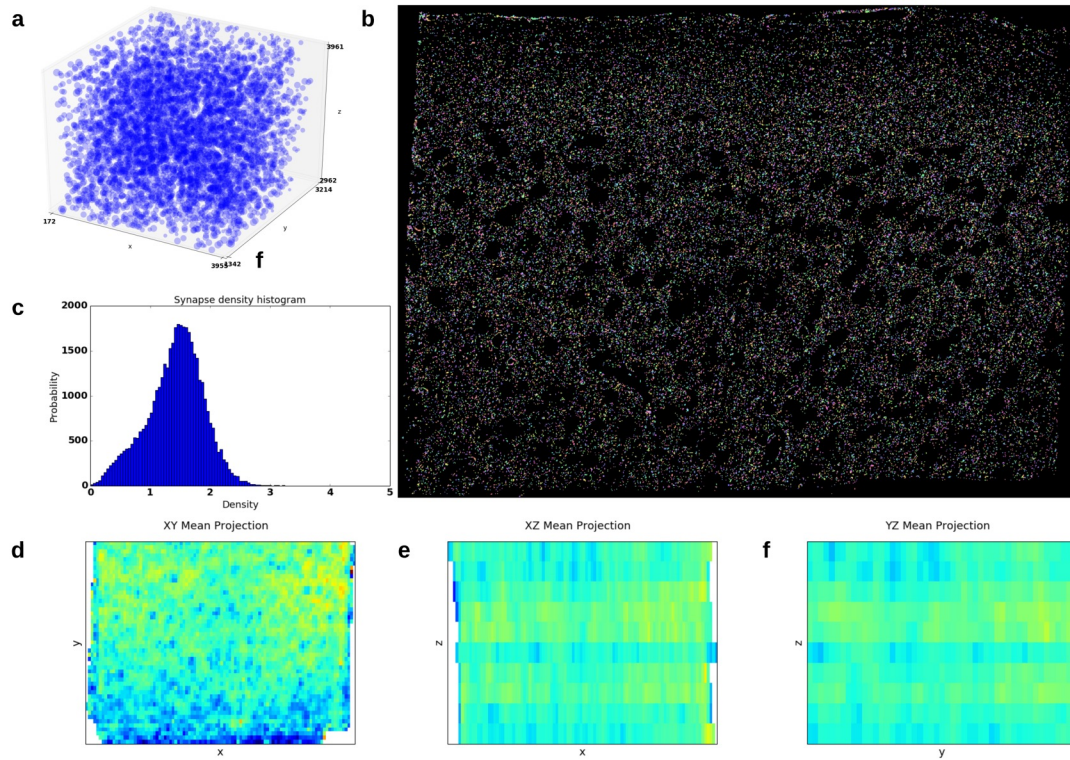 a
3961
z
2962
3214
172
x
y
3955
1342
f
b
c
Synapse density histogram
2000
1500
1000
500
0
Probability
0 1 2 3 4 5
Density
d
XY Mean Projection
y
x
e
XZ Mean Projection
z
x
f
YZ Mean Projection
z
y